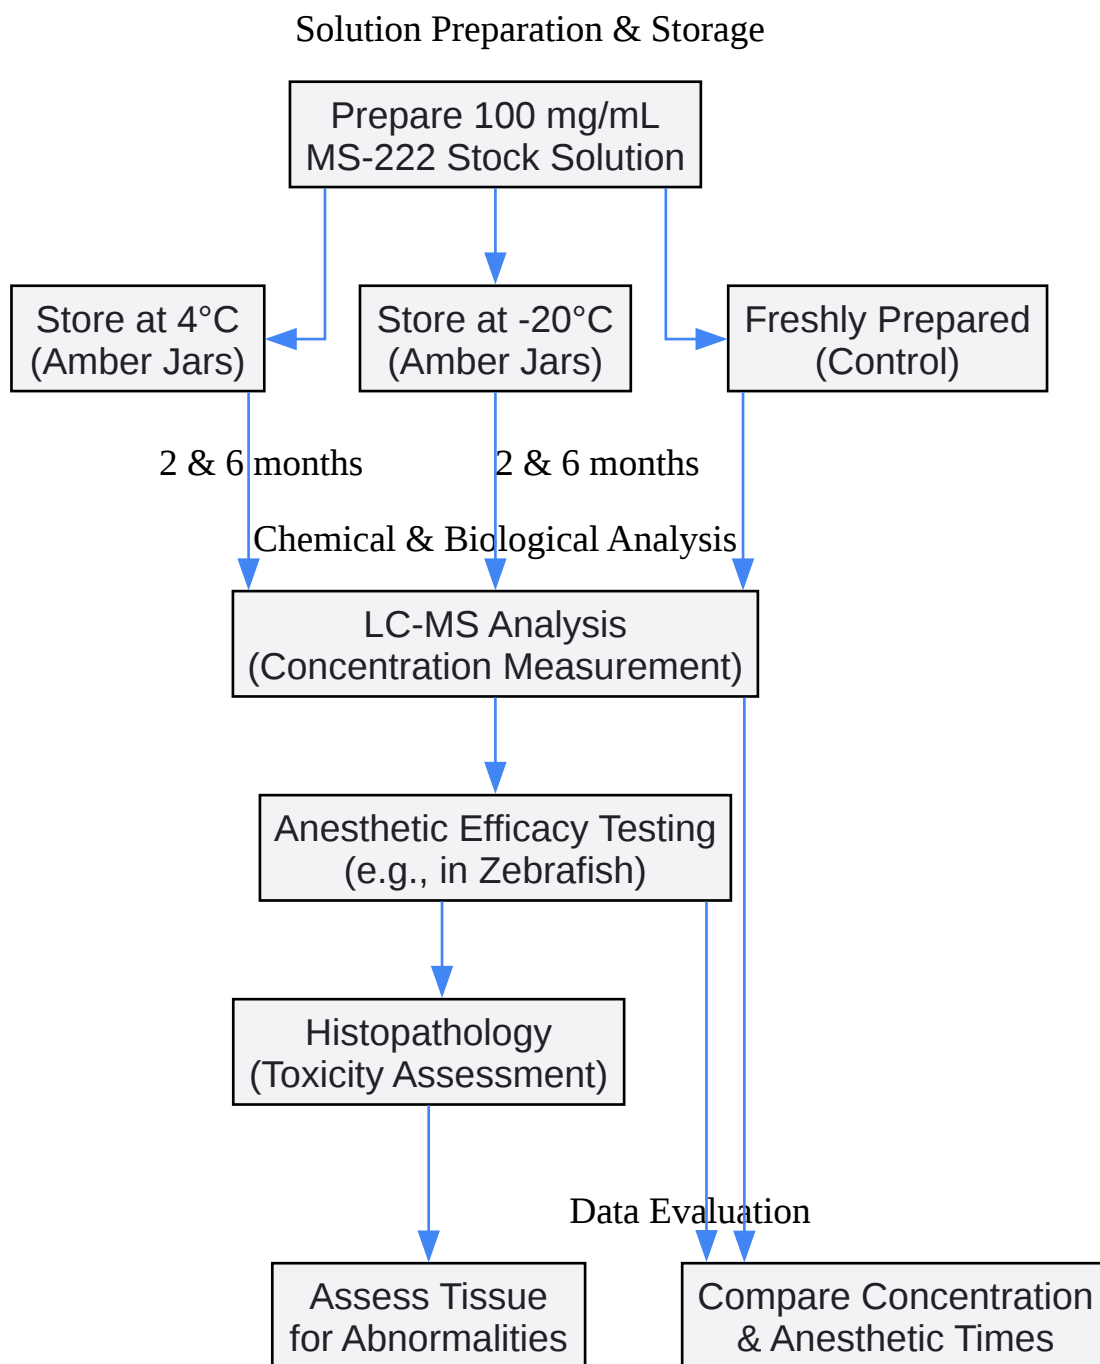 Solution Preparation & Storage
Prepare 100 mg/mL
MS-222 Stock Solution
Store at 4°C
(Amber Jars)
Store at -20°C
(Amber Jars)
Freshly Prepared
(Control)
2 & 6 months
2 & 6 months
Chemical & Biological Analysis
LC-MS Analysis
(Concentration Measurement)
Anesthetic Efficacy Testing
(e.g., in Zebrafish)
Histopathology
(Toxicity Assessment)
Data Evaluation
Assess Tissue
for Abnormalities
Compare Concentration
& Anesthetic Times